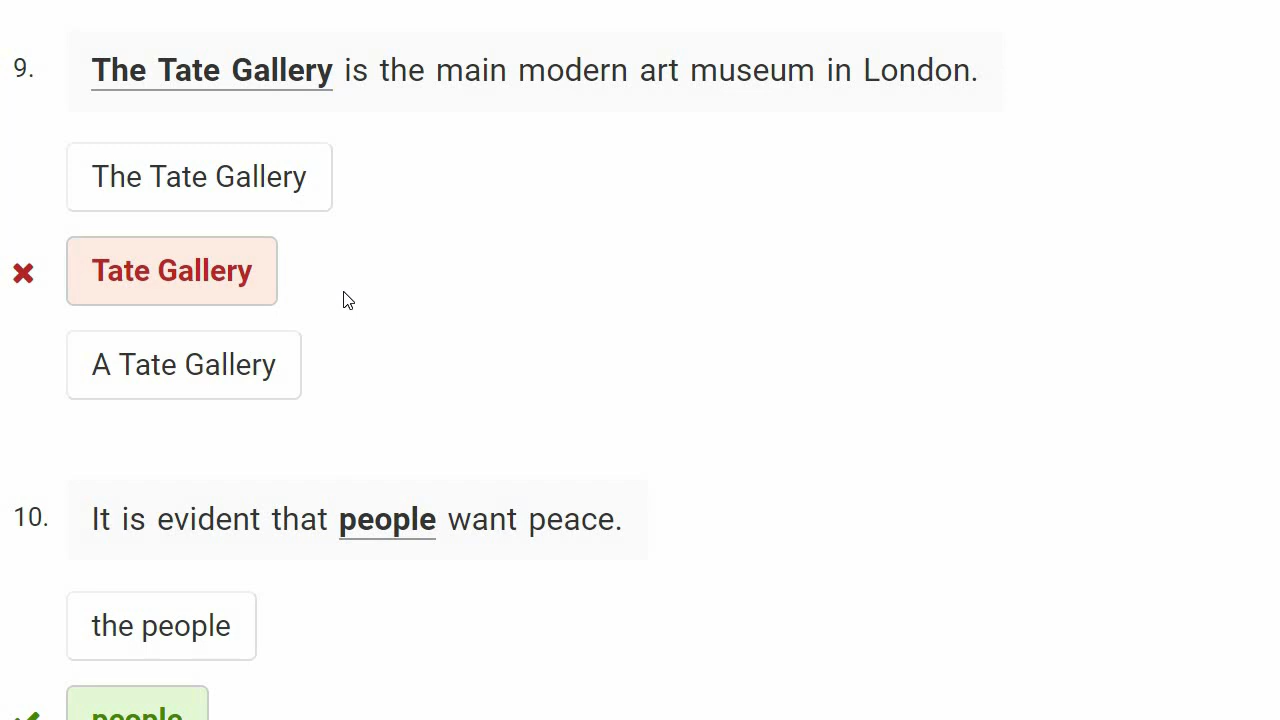 9. The Tate Gallery is the main modern art museum in London.
The Tate Gallery
Tate Gallery
A Tate Gallery
10. It is evident that people want peace.
the people
people